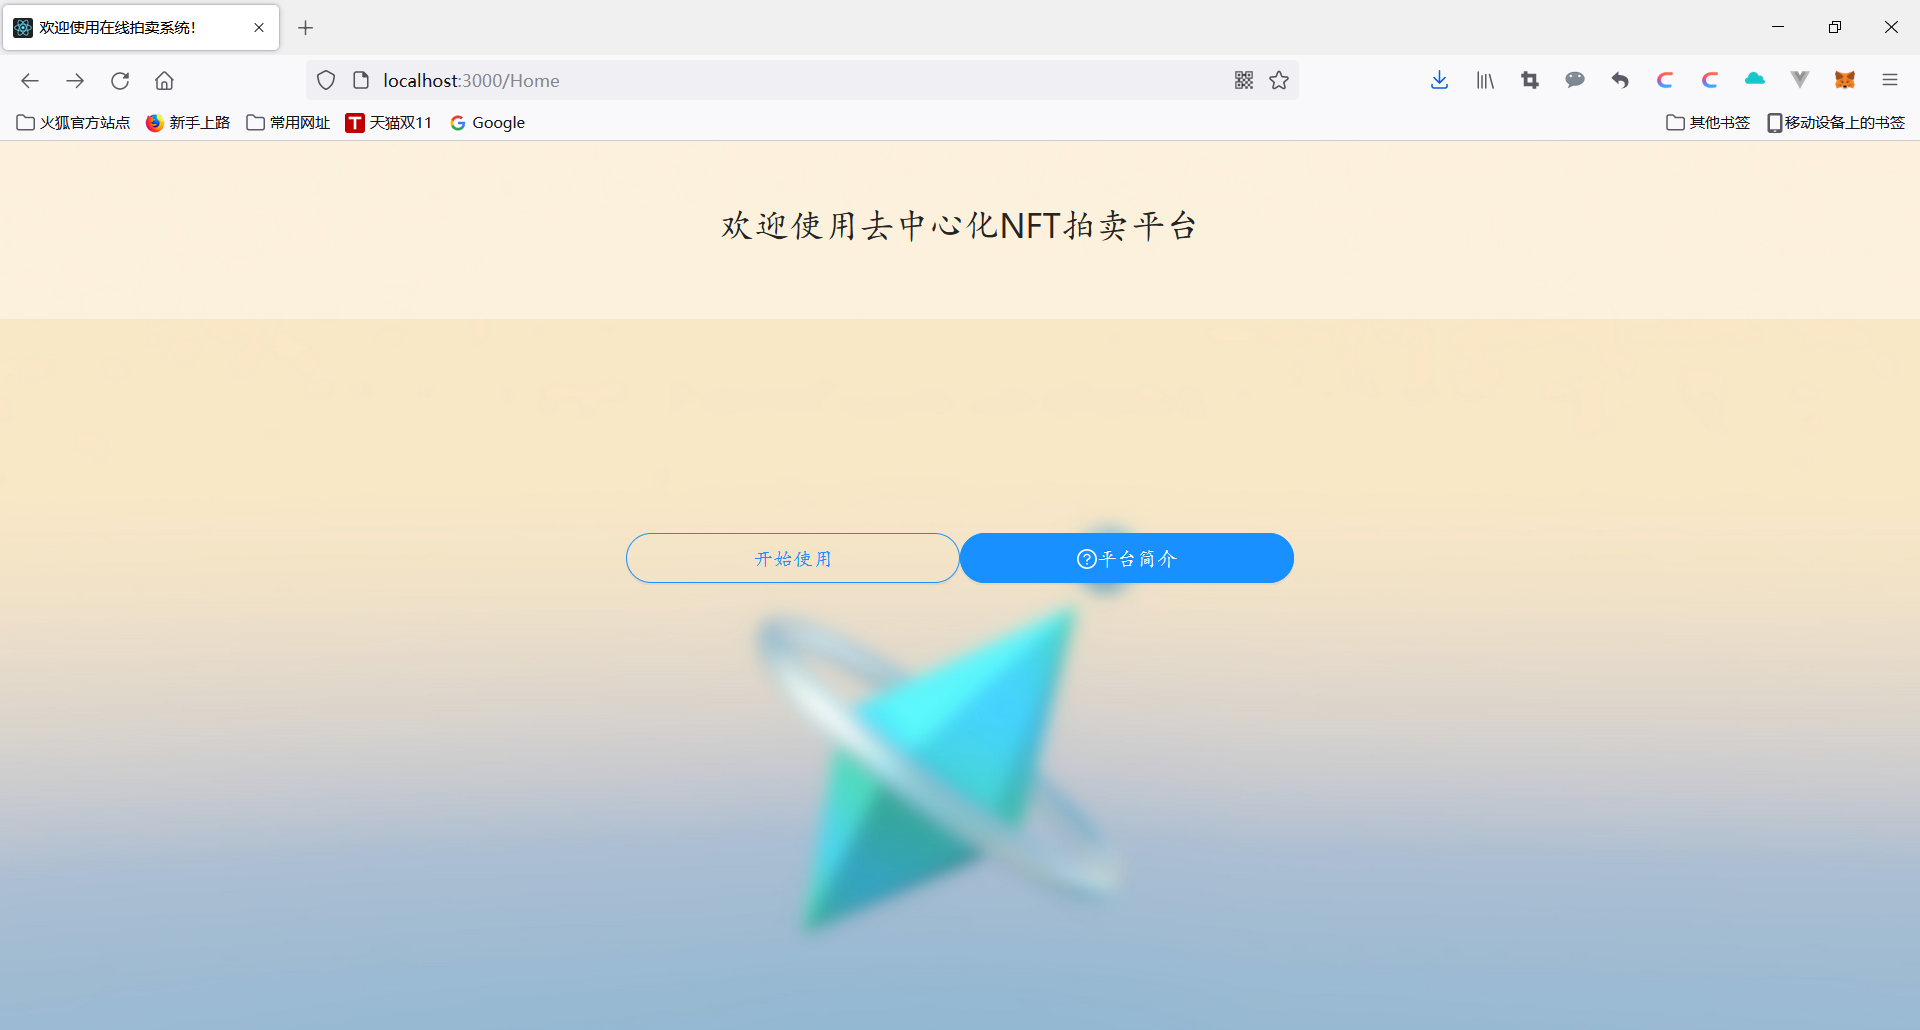 欢迎使用在线拍卖系统!
localhost:3000/Home
火狐官方站点 新手上路 常用网址 天猫双11 Google 其他书签 移动设备上的书签
欢迎使用去中心化NFT拍卖平台
开始使用 平台简介